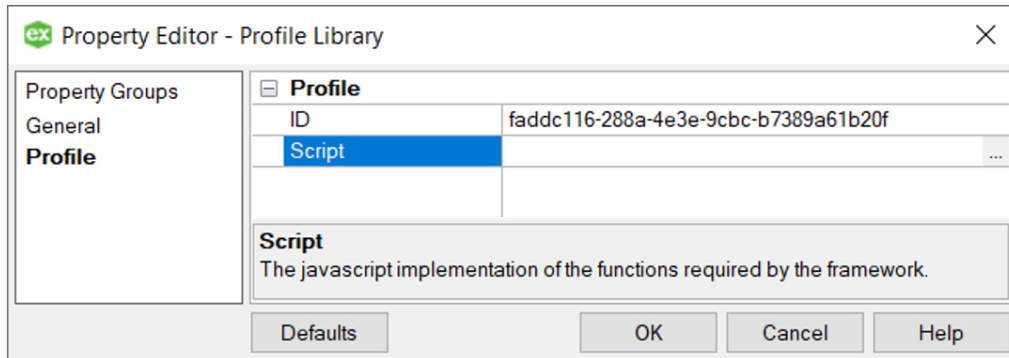 ex Property Editor - Profile Library
Property Groups
General
Profile
Profile
ID faddc116-288a-4e3e-9cbc-b7389a61b20f
Script ...
Script
The javascript implementation of the functions required by the framework.
Defaults OK Cancel Help